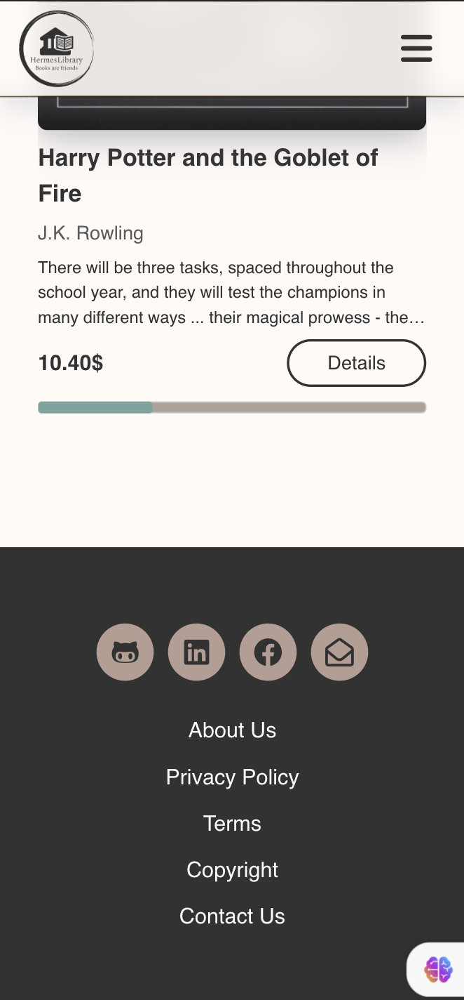 HermesLibrary
Books are friends
Harry Potter and the Goblet of
Fire
J.K. Rowling
There will be three tasks, spaced throughout the
school year, and they will test the champions in
many different ways ... their magical prowess - the…
10.40$
Details
in
About Us
Privacy Policy
Terms
Copyright
Contact Us